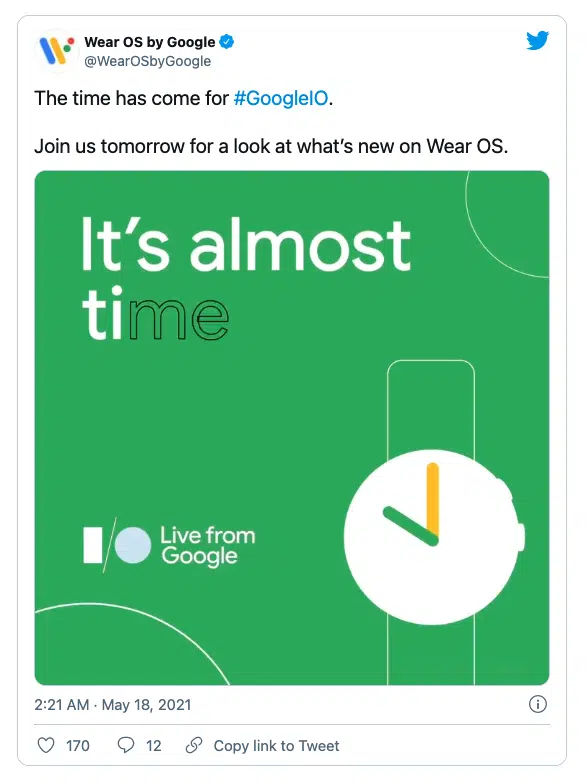 Wear OS by Google
@WearOSbyGoogle
The time has come for #GoogleIO.
Join us tomorrow for a look at what’s new on Wear OS.
It’s almost
time
I/O Live from
Google
2:21 AM · May 18, 2021
170 12 Copy link to Tweet